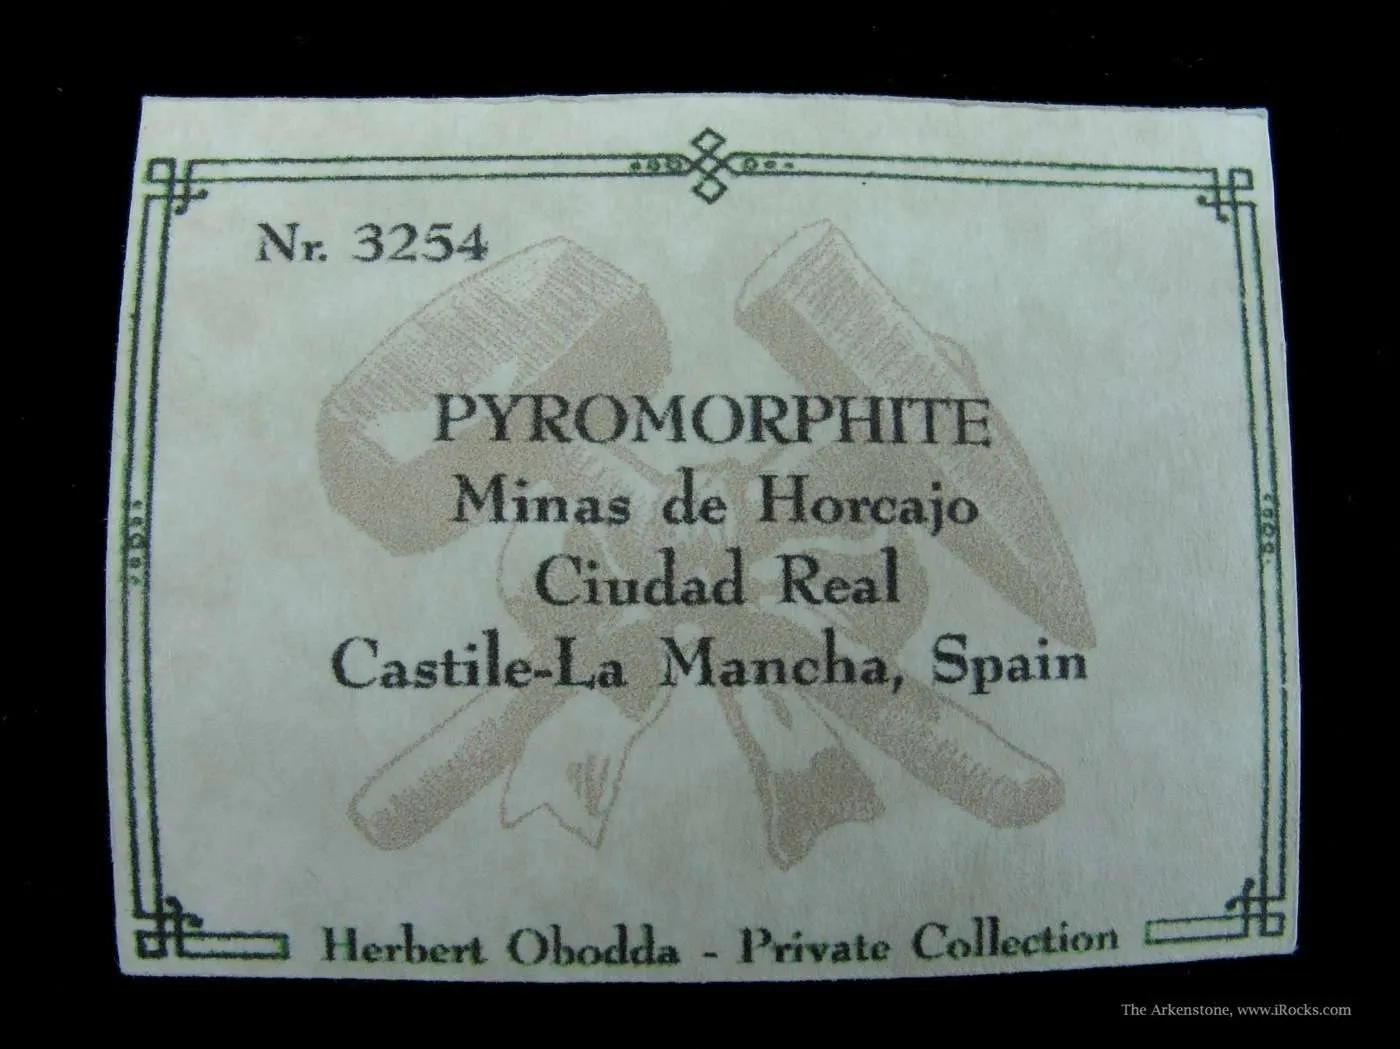 Nr. 3254
PYROMORPHITE
Minas de Horcajo
Ciudad Real
Castile-La Mancha, Spain
Herbert Obodda - Private Collection
The Arkenstone, www.iRocks.com